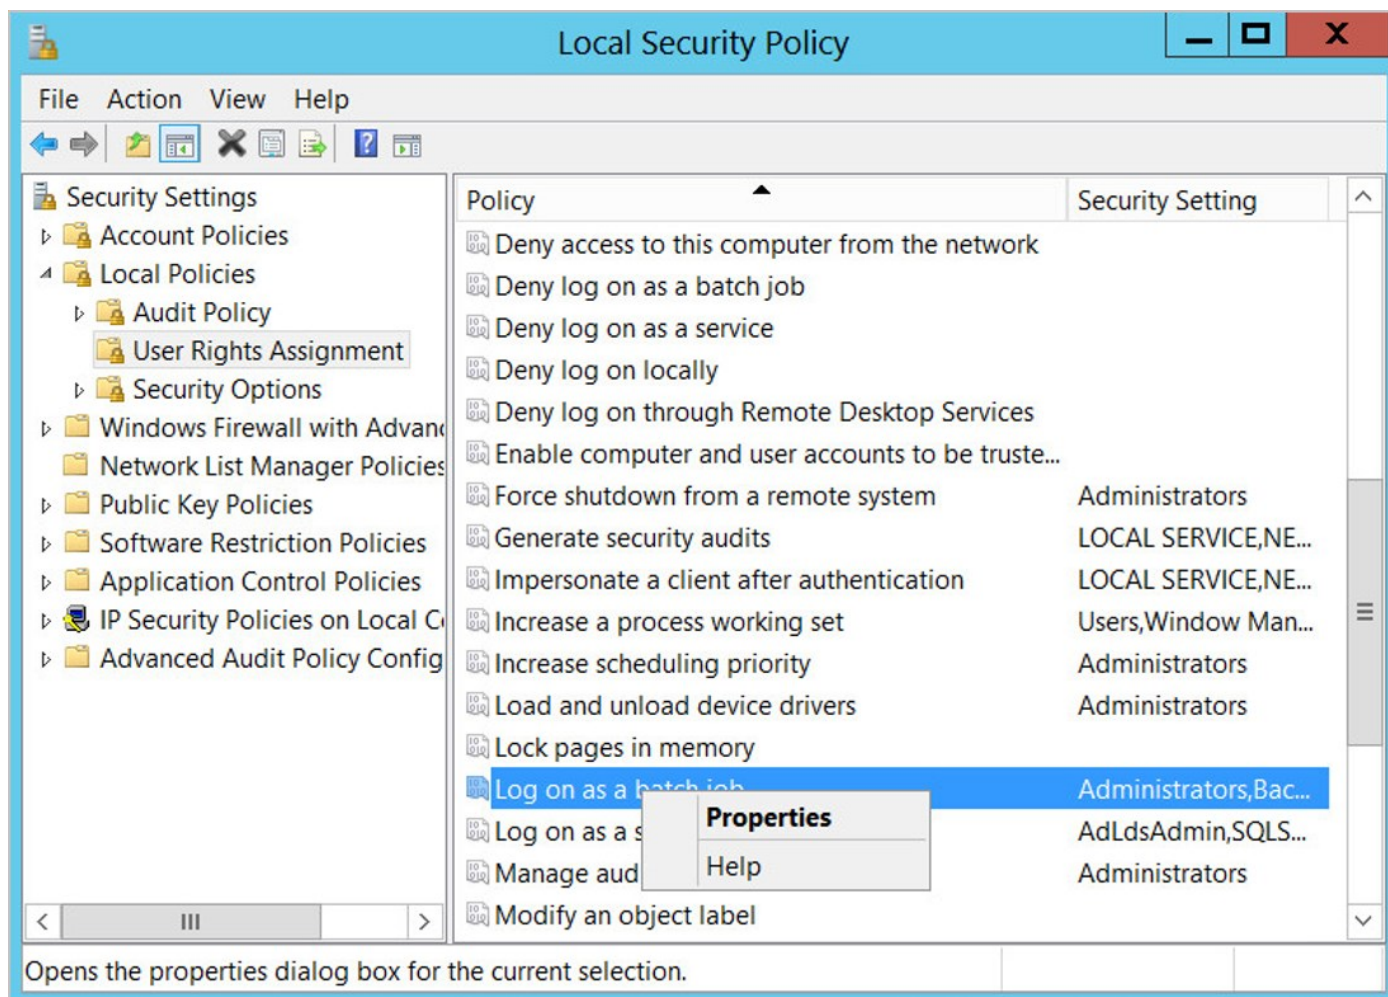 Local Security Policy
File Action View Help
Security Settings
Account Policies
Local Policies
Audit Policy
User Rights Assignment
Security Options
Windows Firewall with Advan
Network List Manager Policies
Public Key Policies
Software Restriction Policies
Application Control Policies
IP Security Policies on Local C
Advanced Audit Policy Config
Policy Security Setting
Deny access to this computer from the network
Deny log on as a batch job
Deny log on as a service
Deny log on locally
Deny log on through Remote Desktop Services
Enable computer and user accounts to be truste...
Force shutdown from a remote system Administrators
Generate security audits LOCAL SERVICE,NE...
Impersonate a client after authentication LOCAL SERVICE,NE...
Increase a process working set Users,Window Man...
Increase scheduling priority Administrators
Load and unload device drivers Administrators
Lock pages in memory
Log on as a batch job Administrators,Bac...
Log on as a s AdLdsAdmin,SQLS...
Manage aud Administrators
Modify an object label
Properties
Help
Opens the properties dialog box for the current selection.